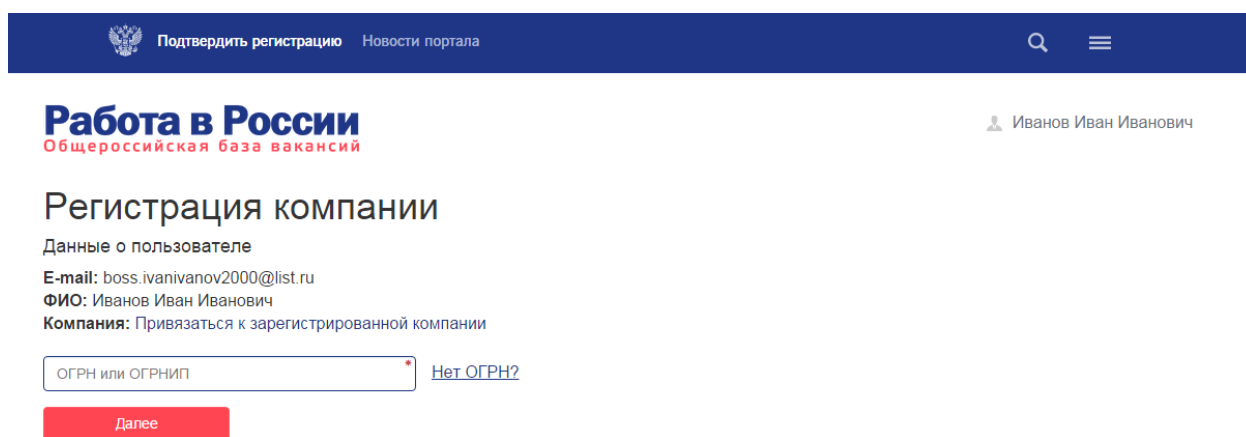 Подтвердить регистрацию Новости портала
Работа в России
Общероссийская база вакансий
Иванов Иван Иванович
Регистрация компании
Данные о пользователе
E-mail: boss.ivanivanov2000@list.ru
ФИО: Иванов Иван Иванович
Компания: Привязаться к зарегистрированной компании
ОГРН или ОГРНИП * Нет ОГРН?
Далее